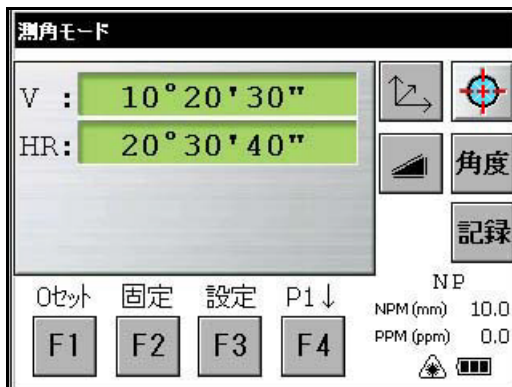 測角モード
V : 10°20'30"
HR: 20°30'40"
角度
記録
0セット 固定 設定 P1↓
F1 F2 F3 F4
NP
NPM (mm) 10.0
PPM (ppm) 0.0